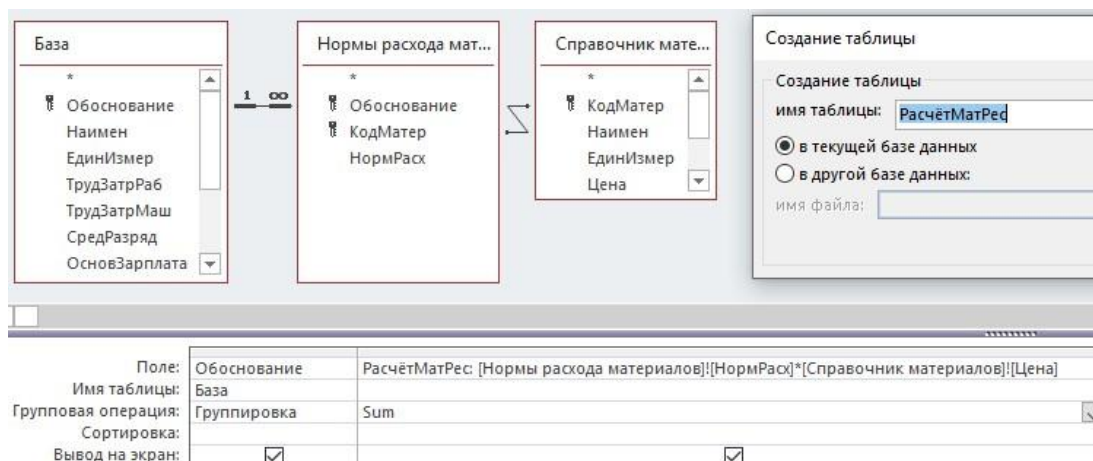 База
*
Обоснование
Наимен
ЕдинИзмер
ТрудЗатрРаб
ТрудЗатрМаш
СредРазряд
ОсновЗарплата
1 ∞
Нормы расхода мат...
*
Обоснование
КодМатер
НормРасх
Справочник мате...
*
КодМатер
Наимен
ЕдинИзмер
Цена
Создание таблицы
Создание таблицы
имя таблицы: РасчётМатРес
в текущей базе данных
в другой базе данных:
имя файла:
Поле: Обоснование РасчётМатРес: [Нормы расхода материалов]![НормРасх]*[Справочник материалов]![Цена]
Имя таблицы: База
Групповая операция: Группировка Sum
Сортировка:
Вывод на экран: